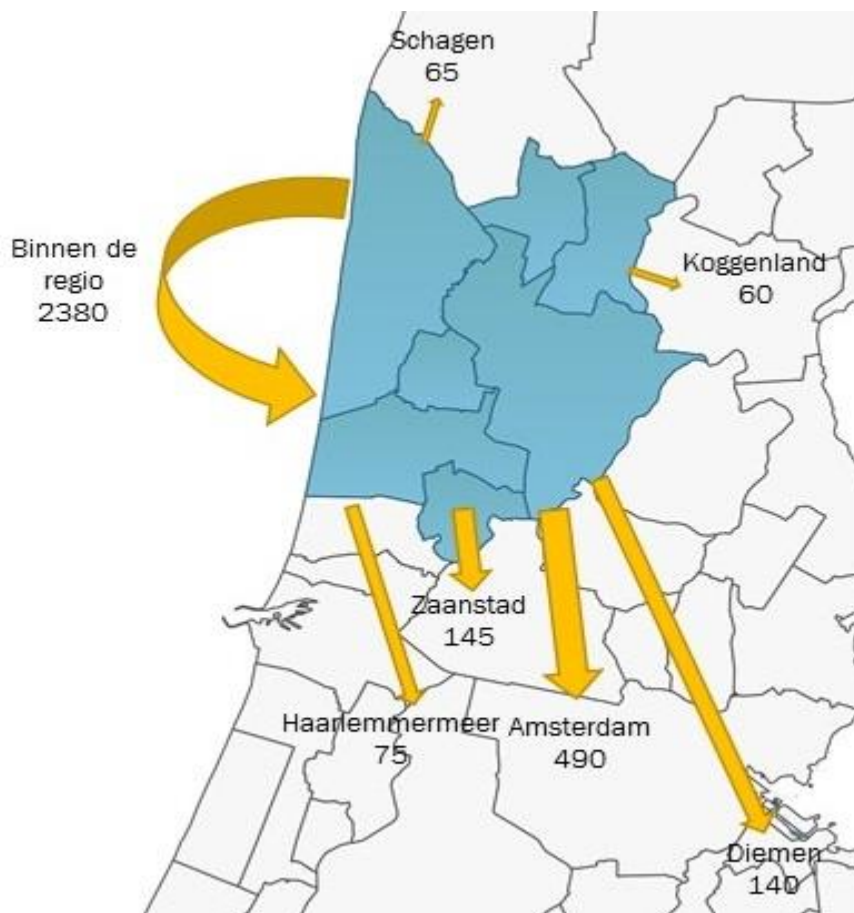 Schagen
65
Binnen de
regio
2380
Koggenland
60
Zaanstad
145
Haarlemmermeer
75
Amsterdam
490
Diemen
140